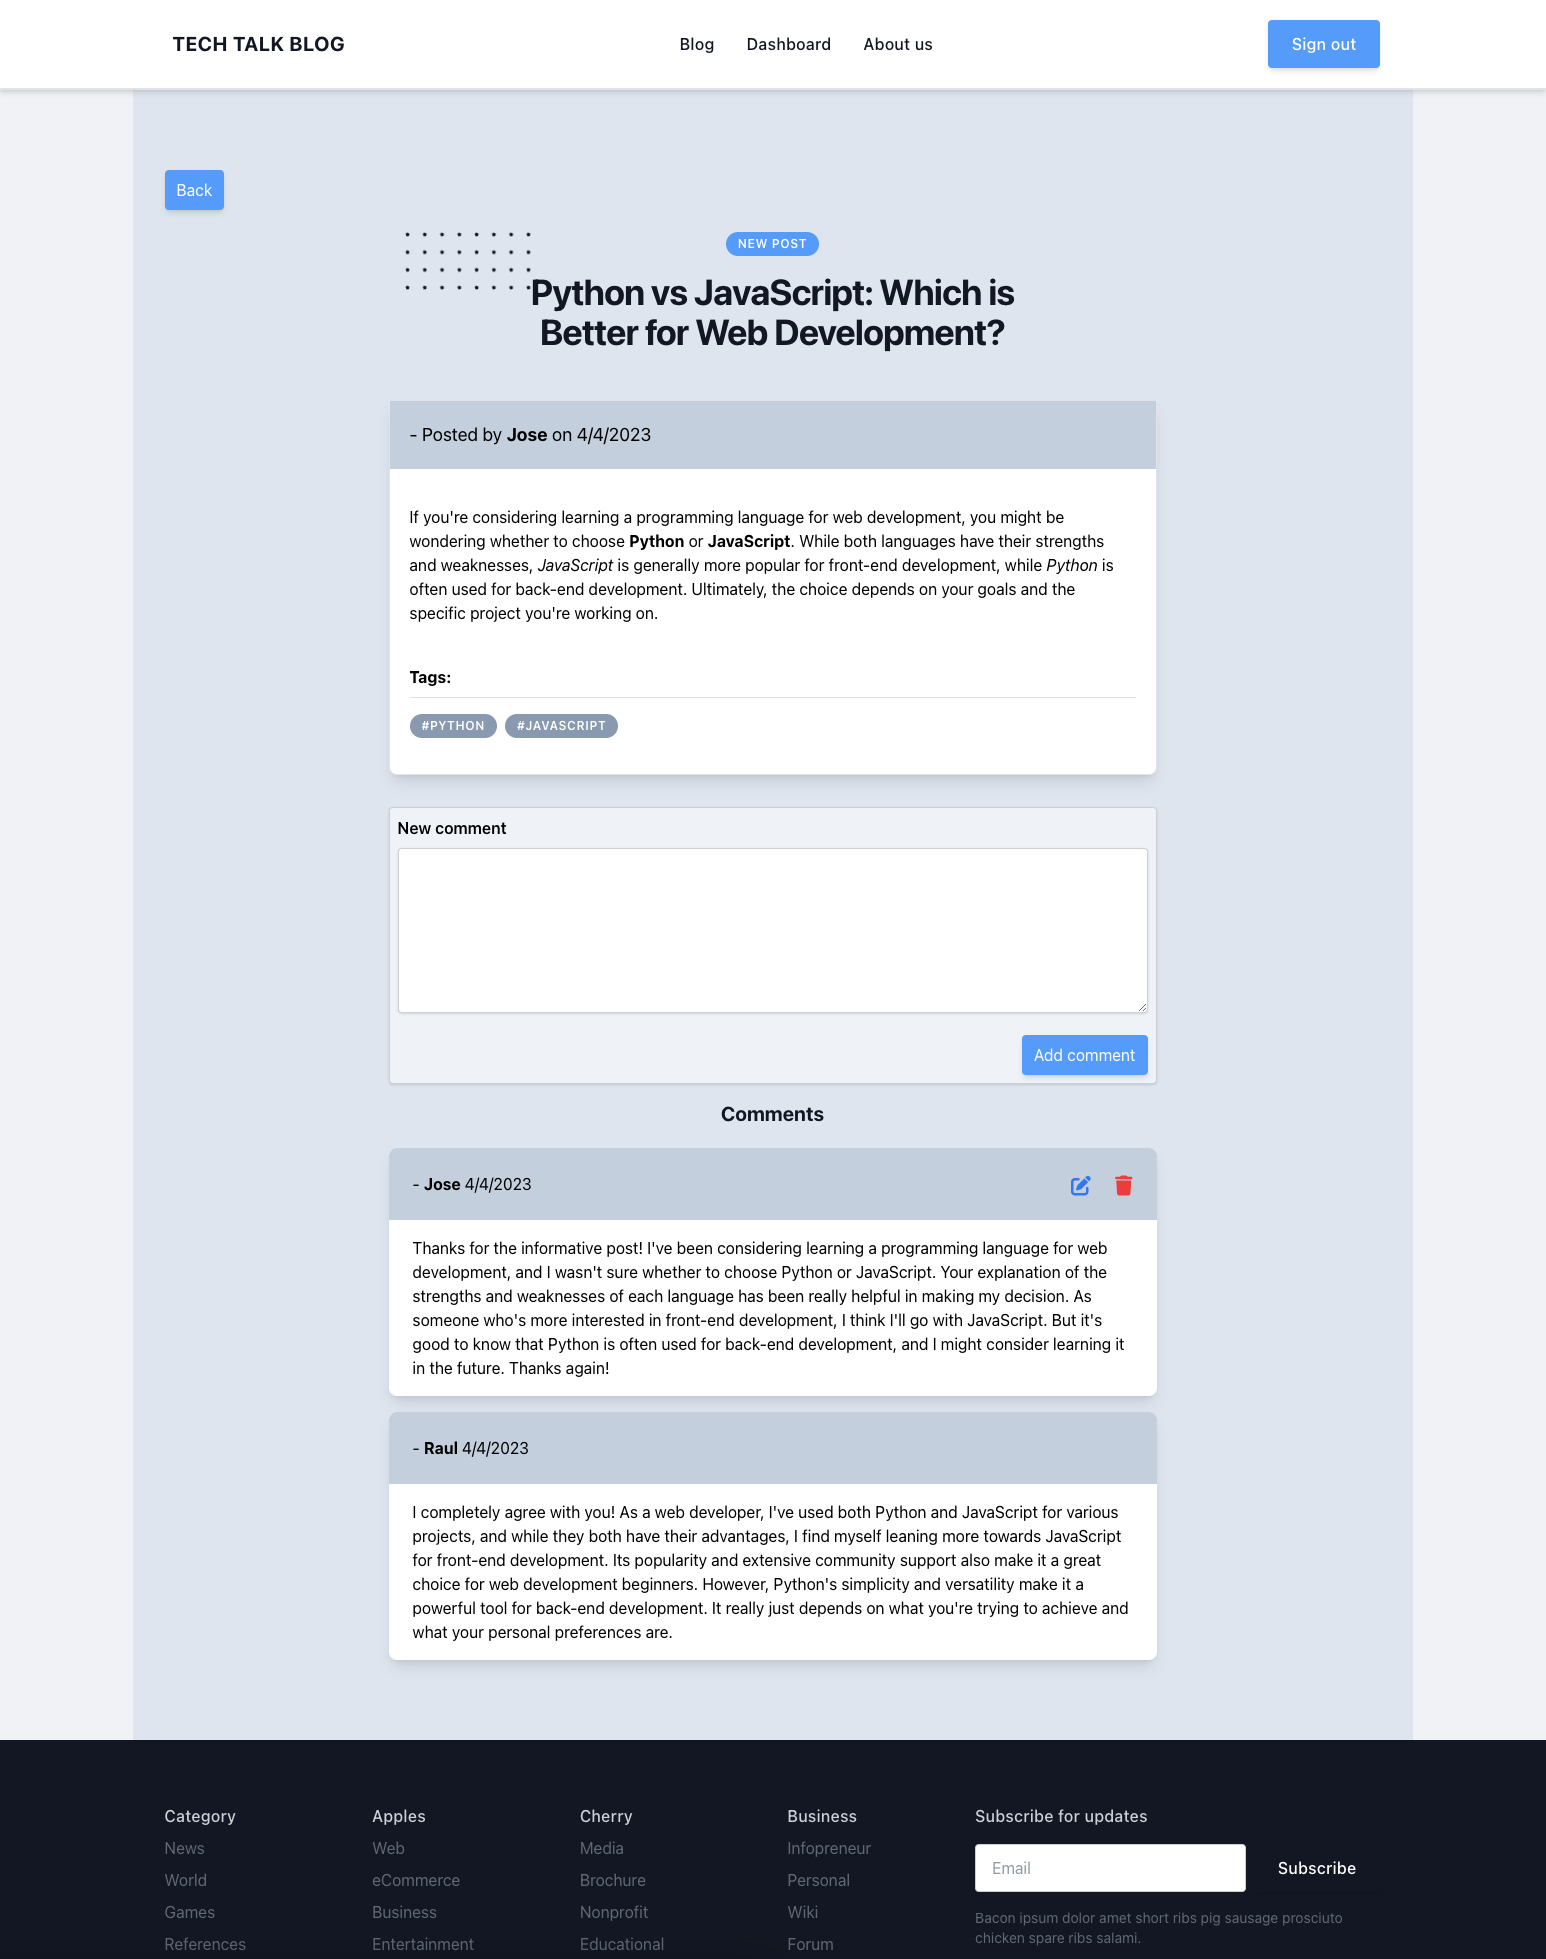 TECH TALK BLOG
Blog Dashboard About us
Sign out
Back
NEW POST
Python vs JavaScript: Which is
Better for Web Development?
- Posted by Jose on 4/4/2023
If you're considering learning a programming language for web development, you might be
wondering whether to choose Python or JavaScript. While both languages have their strengths
and weaknesses, JavaScript is generally more popular for front-end development, while Python is
often used for back-end development. Ultimately, the choice depends on your goals and the
specific project you're working on.
Tags:
#PYTHON #JAVASCRIPT
New comment
Add comment
Comments
- Jose 4/4/2023
Thanks for the informative post! I've been considering learning a programming language for web
development, and I wasn't sure whether to choose Python or JavaScript. Your explanation of the
strengths and weaknesses of each language has been really helpful in making my decision. As
someone who's more interested in front-end development, I think I'll go with JavaScript. But it's
good to know that Python is often used for back-end development, and I might consider learning it
in the future. Thanks again!
- Raul 4/4/2023
I completely agree with you! As a web developer, I've used both Python and JavaScript for various
projects, and while they both have their advantages, I find myself leaning more towards JavaScript
for front-end development. Its popularity and extensive community support also make it a great
choice for web development beginners. However, Python's simplicity and versatility make it a
powerful tool for back-end development. It really just depends on what you're trying to achieve and
what your personal preferences are.
Category
News
World
Games
References
Apples
Web
eCommerce
Business
Entertainment
Cherry
Media
Brochure
Nonprofit
Educational
Business
Infopreneur
Personal
Wiki
Forum
Subscribe for updates
Email
Subscribe
Bacon ipsum dolor amet short ribs pig sausage prosciuto
chicken spare ribs salami.